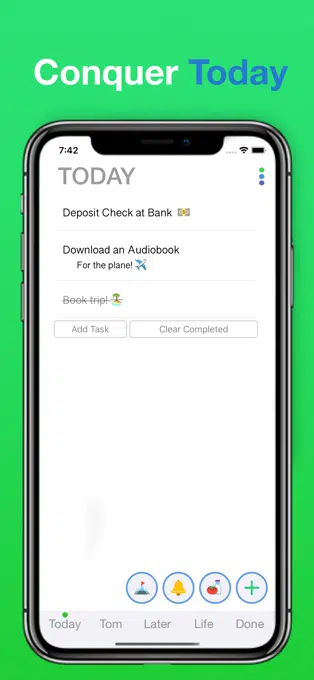 Conquer Today
7:42
TODAY
Deposit Check at Bank 💵
Download an Audiobook
For the plane! ✈️
Book trip! 🏝️
Add Task Clear Completed
Today Tom Later Life Done